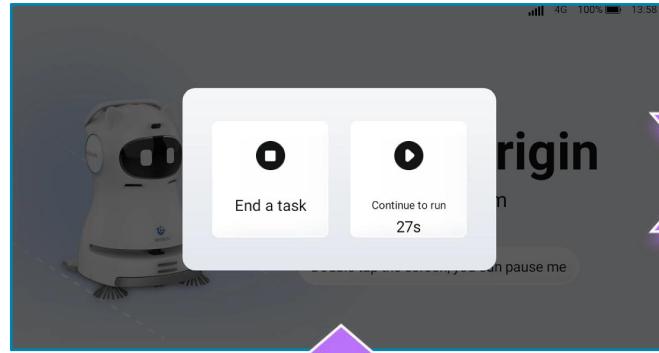 4G 100% 13:58
rigin
m
End a task
Continue to run
27s
Double tap the screen, you can pause me